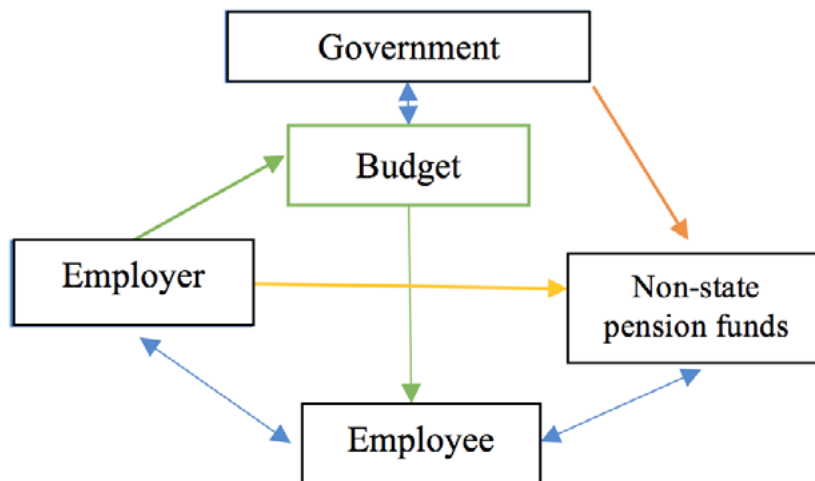 Government
Budget
Employer
Non-state
pension funds
Employee